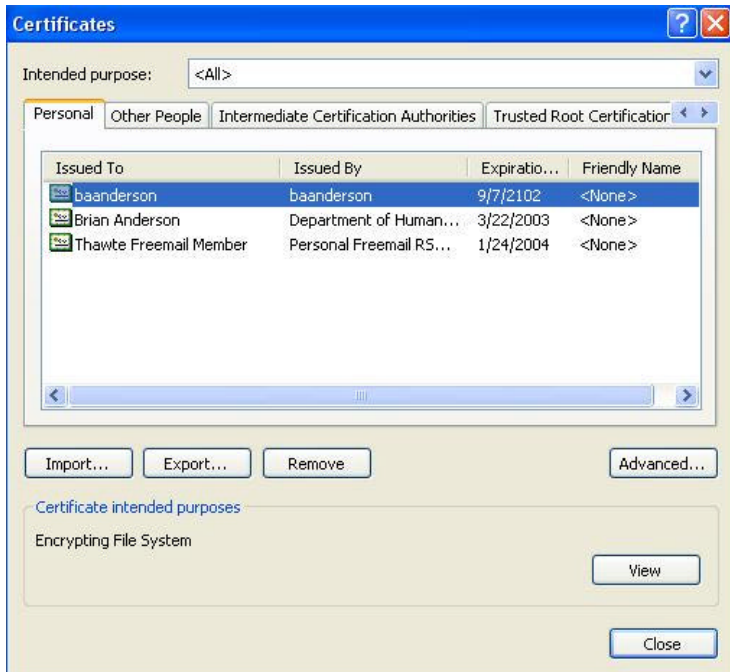 Certificates
Intended purpose: <All>
Personal Other People Intermediate Certification Authorities Trusted Root Certification
Issued To Issued By Expiratio... Friendly Name
baanderson baanderson 9/7/2102 <None>
Brian Anderson Department of Human... 3/22/2003 <None>
Thawte Freemail Member Personal Freemail RS... 1/24/2004 <None>
Import... Export... Remove Advanced...
Certificate intended purposes
Encrypting File System
View
Close